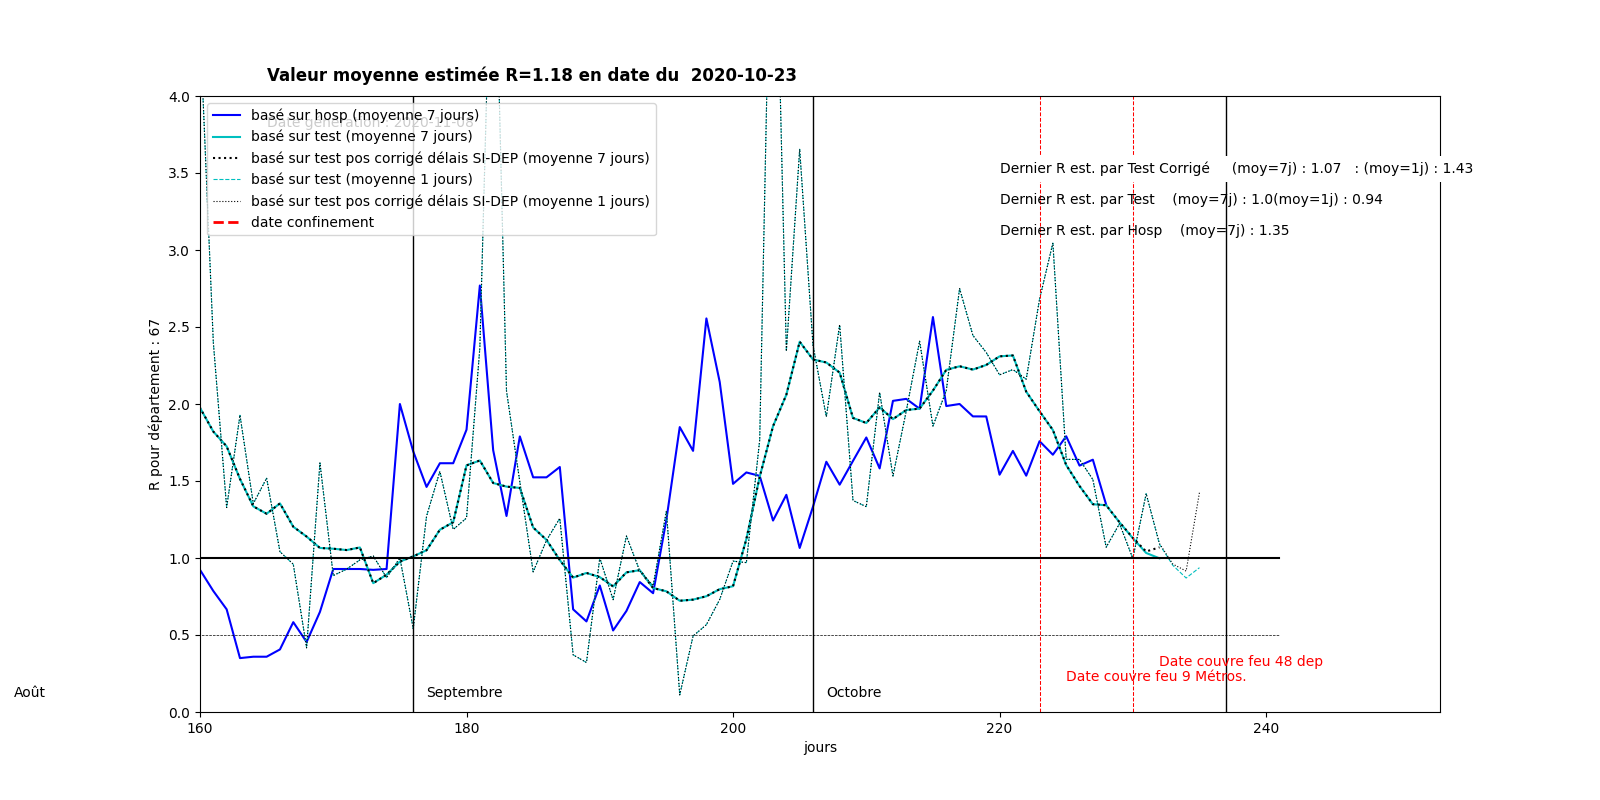 Valeur moyenne estimée R=1.18 en date du  2020-10-23
Date génération : 2020-11-08
basé sur hosp (moyenne 7 jours)
basé sur test (moyenne 7 jours)
basé sur test pos corrigé délais SI-DEP (moyenne 7 jours)
basé sur test (moyenne 1 jours)
basé sur test pos corrigé délais SI-DEP (moyenne 1 jours)
date confinement
Dernier R est. par Test Corrigé     (moy=7j) : 1.07   : (moy=1j) : 1.43
Dernier R est. par Test    (moy=7j) : 1.0(moy=1j) : 0.94
Dernier R est. par Hosp    (moy=7j) : 1.35
R pour département : 67
4.0
3.5
3.0
2.5
2.0
1.5
1.0
0.5
0.0
Date couvre feu 48 dep
Date couvre feu 9 Métros.
Août
Septembre
Octobre
160
180
200
220
240
jours